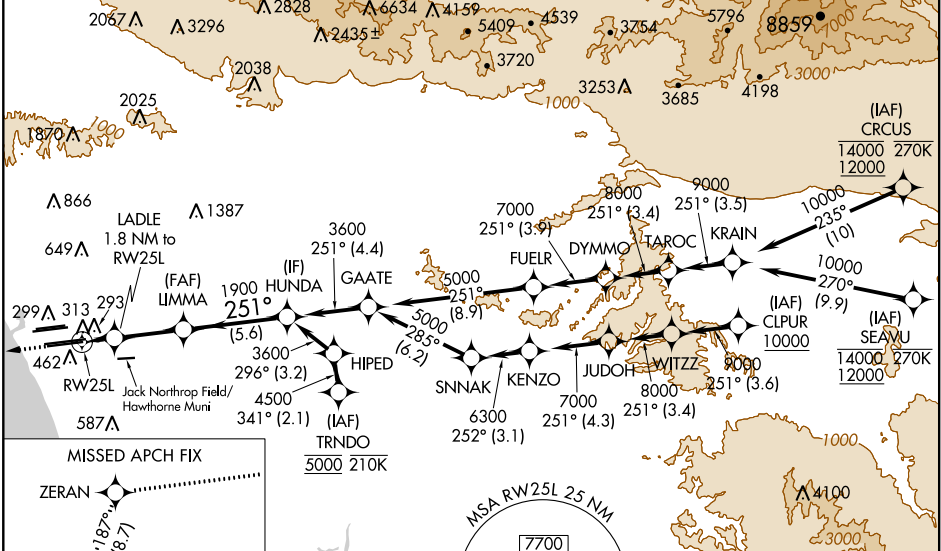 2828
6634
4159
2067
3296
2435±
5409
4539
3754
5796
8859
7000
3720
2038
3253
3685
4198
3000
1000
2025
1870
000
(IAF)
CRCUS
14000 270K
12000
866
1387
649
LADLE
1.8 NM to
RW25L
3600
251° (4.4)
7000
251° (3.9)
8000
251° (3.4)
9000
251° (3.5)
10000
235°
(10)
KRAIN
TAROC
DYMMO
FUELR
(IF)
HUNDA
GAATE
(FAF)
LIMMA
1900
251°
(5.6)
5000
251°
(8.9)
10000
270°
(9.9)
299
313
293
462
RW25L
Jack Northrop Field/
Hawthorne Muni
587
3600
296° (3.2)
HIPED
4500
341° (2.1)
(IAF)
TRNDO
5000 210K
5000
285°
(6.2)
SNNAK
KENZO
JUDOH
WITZZ
(IAF)
CLPUR
10000
(IAF)
SEAVU
14000 270K
12000
6300
252° (3.1)
7000
251° (4.3)
8000
251° (3.4)
9000
251° (3.6)
MISSED APCH FIX
ZERAN
187°
8.7)
MSA RW25L 25 NM
7700
1000
4100
3000